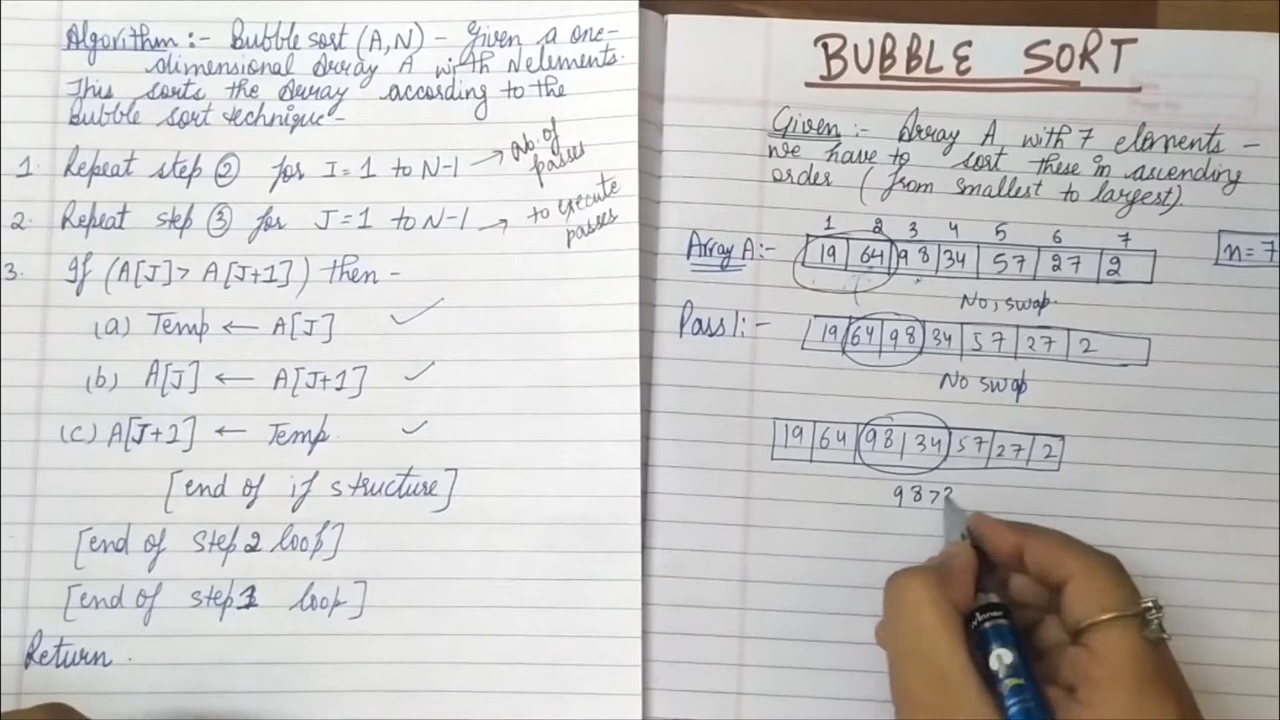 Algorithm :- Bubble sort (A,N) - Given a one-
dimensional Array A with N elements.
This sorts the Array according to the
Bubble sort technique -
1. Repeat step ② for I = 1 to N-1 → No. of
passes
2. Repeat step ③ for J = 1 to N-1 → to execute
passes
3. If (A[J] > A[J+1]) then -
(a) Temp ← A[J] ✓
(b) A[J] ← A[J+1] ✓
(c) A[J+1] ← Temp. ✓
[end of if structure]
[end of step 2 loop]
[end of step 1 loop]
Return.
BUBBLE SORT
Given :- Array A with 7 elements -
we have to sort these in ascending
order (from smallest to largest).
1 2 3 4 5 6 7
Array A:- 19 64 98 34 57 27 2
n = 7
No, swap.
Pass 1:- 19 64 98 34 57 27 2
No swap
19 64 98 34 57 27 2
98>3
Winner